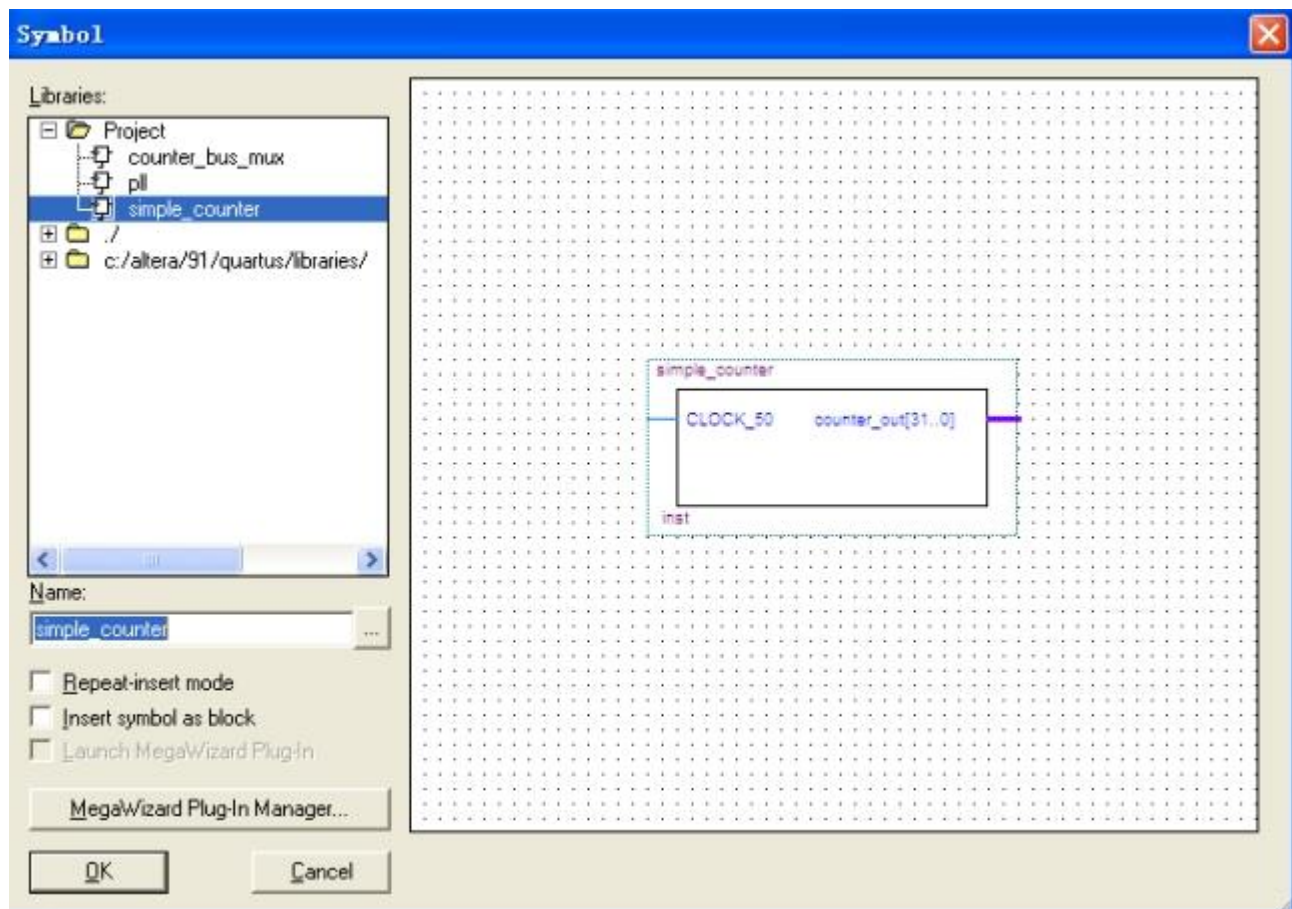 Symbol
Libraries:
Project
counter_bus_mux
pll
simple_counter
./
c:/altera/91/quartus/libraries/
Name:
simple_counter
...
Repeat-insert mode
Insert symbol as block
Launch MegaWizard Plug-In
MegaWizard Plug-In Manager...
OK
Cancel
simple_counter
CLOCK_50 counter_out[31..0]
inst